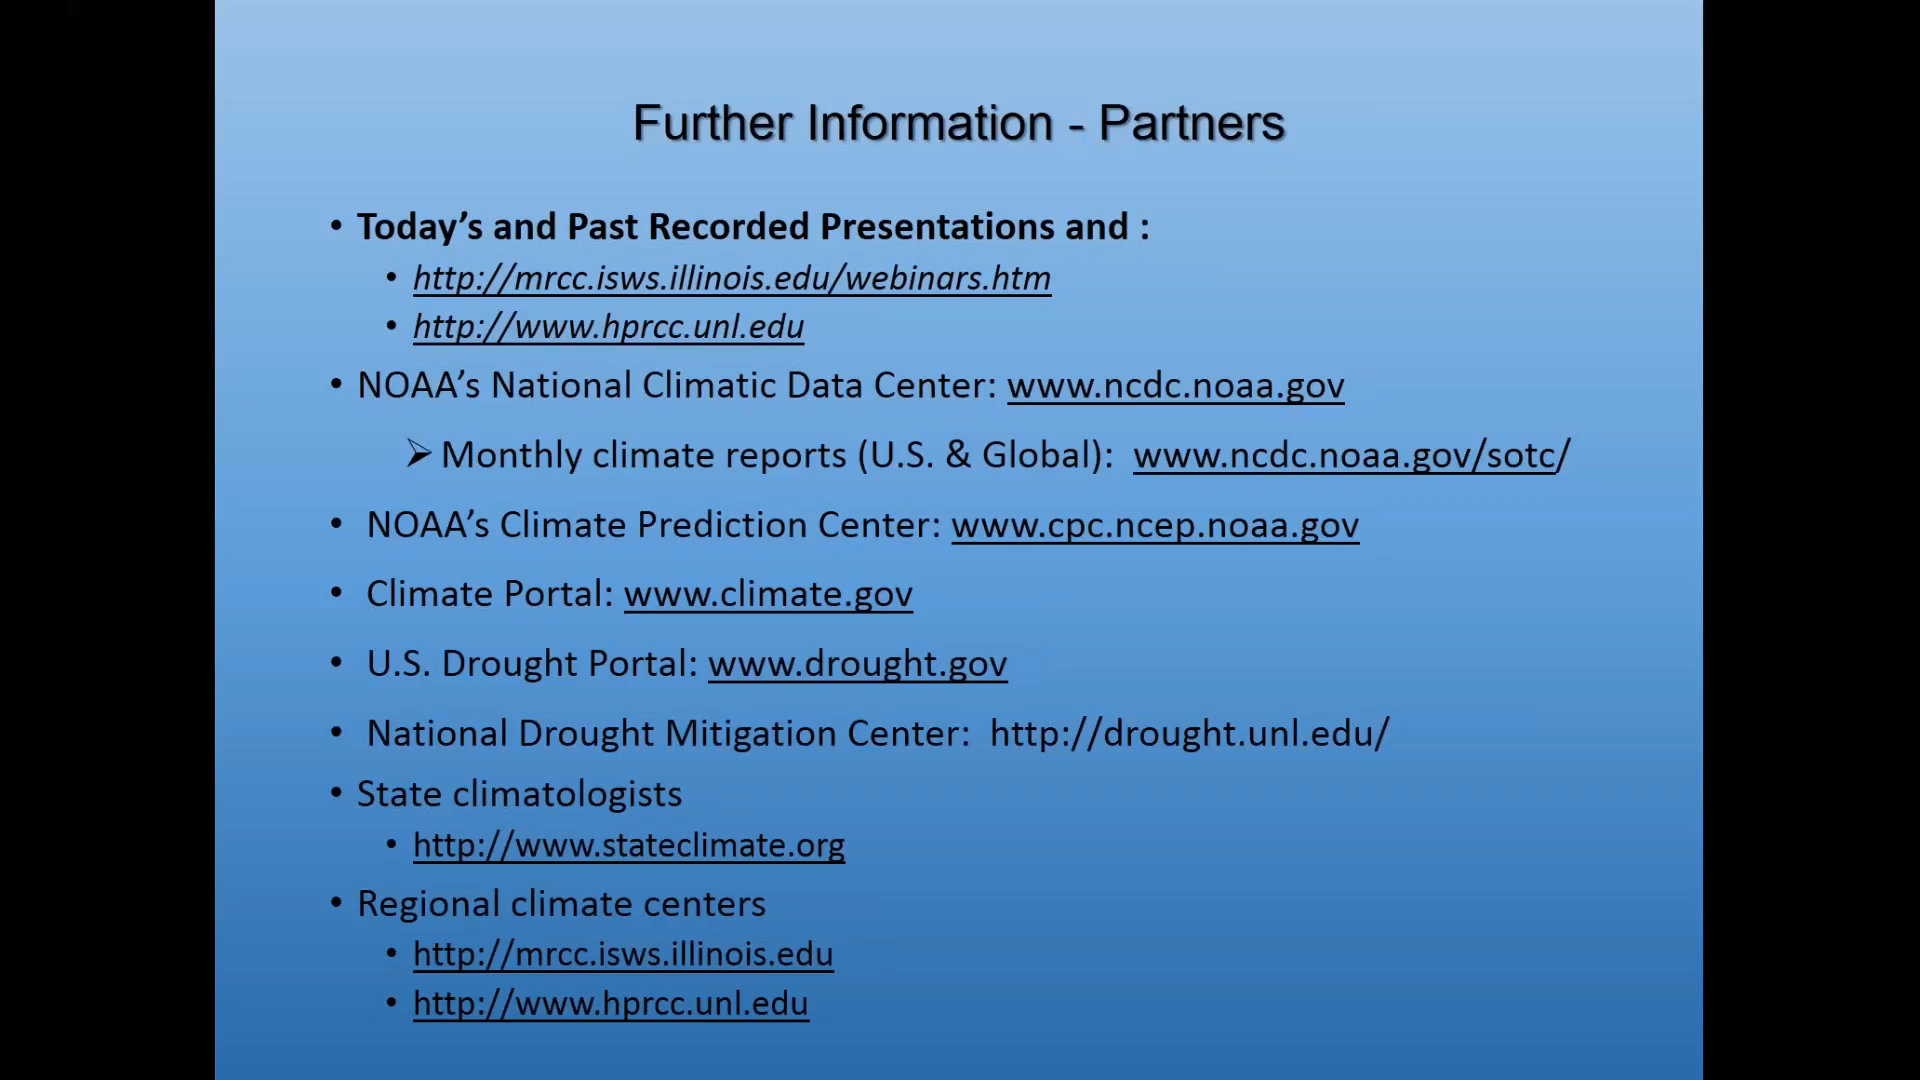 Further Information - Partners
• Today’s and Past Recorded Presentations and :
• http://mrcc.isws.illinois.edu/webinars.htm
• http://www.hprcc.unl.edu
• NOAA’s National Climatic Data Center: www.ncdc.noaa.gov
➢ Monthly climate reports (U.S. & Global): www.ncdc.noaa.gov/sotc/
• NOAA’s Climate Prediction Center: www.cpc.ncep.noaa.gov
• Climate Portal: www.climate.gov
• U.S. Drought Portal: www.drought.gov
• National Drought Mitigation Center: http://drought.unl.edu/
• State climatologists
• http://www.stateclimate.org
• Regional climate centers
• http://mrcc.isws.illinois.edu
• http://www.hprcc.unl.edu